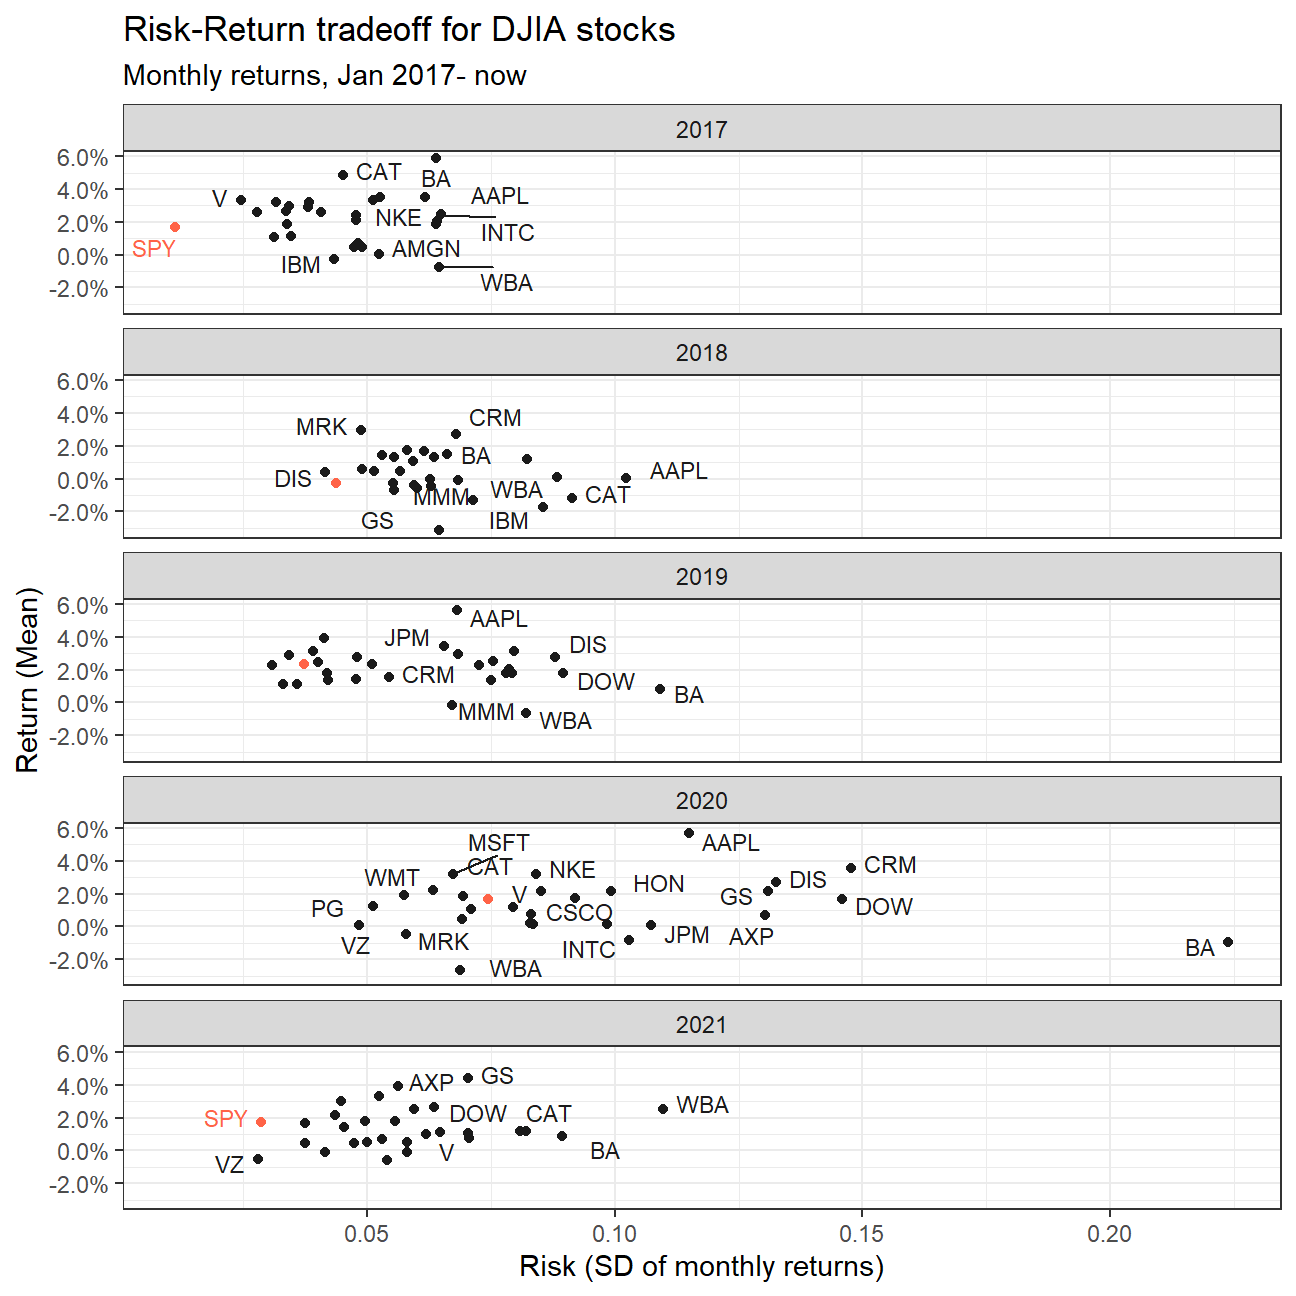 Risk-Return tradeoff for DJIA stocks
Monthly returns, Jan 2017- now
Return (Mean)
2017
6.0%
4.0%
2.0%
0.0%
-2.0%
CAT
BA
V
AAPL
NKE
INTC
SPY
AMGN
IBM
WBA
2018
6.0%
4.0%
2.0%
0.0%
-2.0%
MRK
CRM
BA
DIS
AAPL
MMM
WBA
CAT
GS
IBM
2019
6.0%
4.0%
2.0%
0.0%
-2.0%
AAPL
JPM
DIS
CRM
DOW
BA
MMM
WBA
2020
6.0%
4.0%
2.0%
0.0%
-2.0%
MSFT
AAPL
CAT
NKE
CRM
WMT
HON
DIS
V
GS
PG
CSCO
DOW
VZ
MRK
INTC
JPM
AXP
BA
WBA
2021
6.0%
4.0%
2.0%
0.0%
-2.0%
AXP
GS
SPY
DOW
CAT
WBA
VZ
V
BA
0.05
0.10
0.15
0.20
Risk (SD of monthly returns)